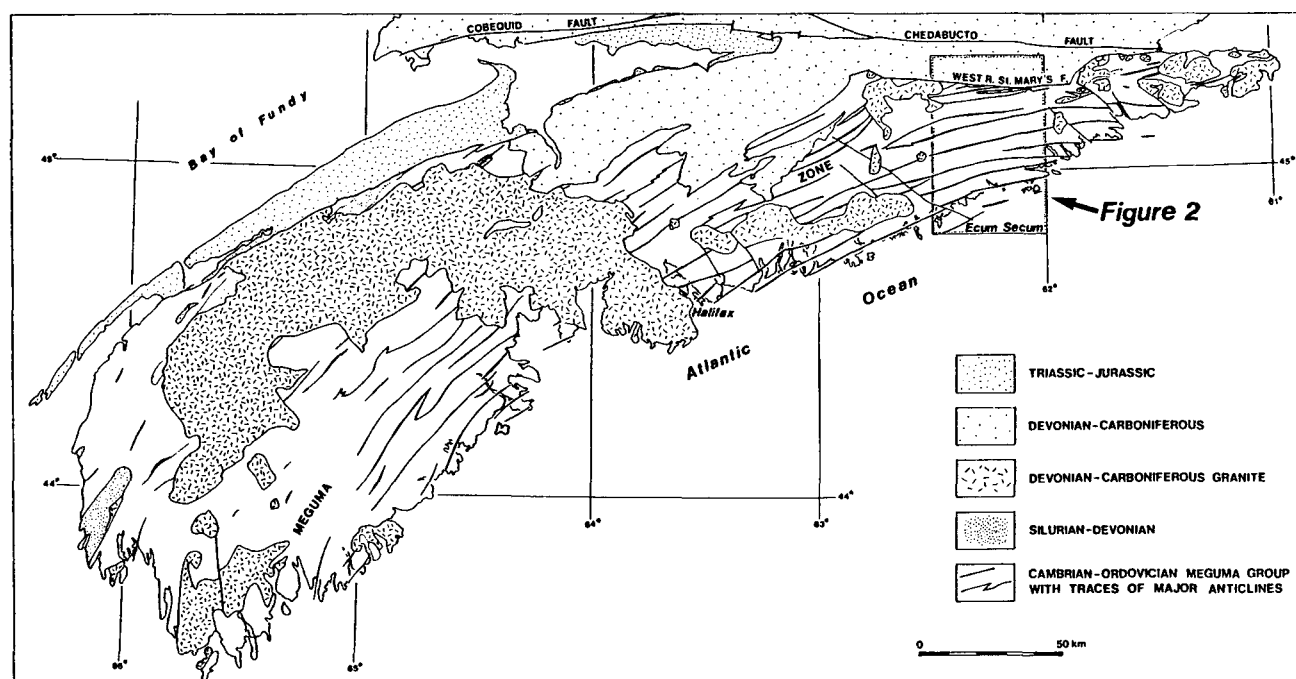 COBEQUID FAULT
CHEDABUCTO
FAULT
WEST R. St. MARY'S F.
Bay of Fundy
45°
45°
61°
ZONE
Figure 2
Ecum Secum
62°
Ocean
Halifax
Atlantic
TRIASSIC-JURASSIC
DEVONIAN-CARBONIFEROUS
DEVONIAN-CARBONIFEROUS GRANITE
SILURIAN-DEVONIAN
CAMBRIAN-ORDOVICIAN MEGUMA GROUP
WITH TRACES OF MAJOR ANTICLINES
44°
44°
MEGUMA
64°
63°
66°
65°
0 50 km